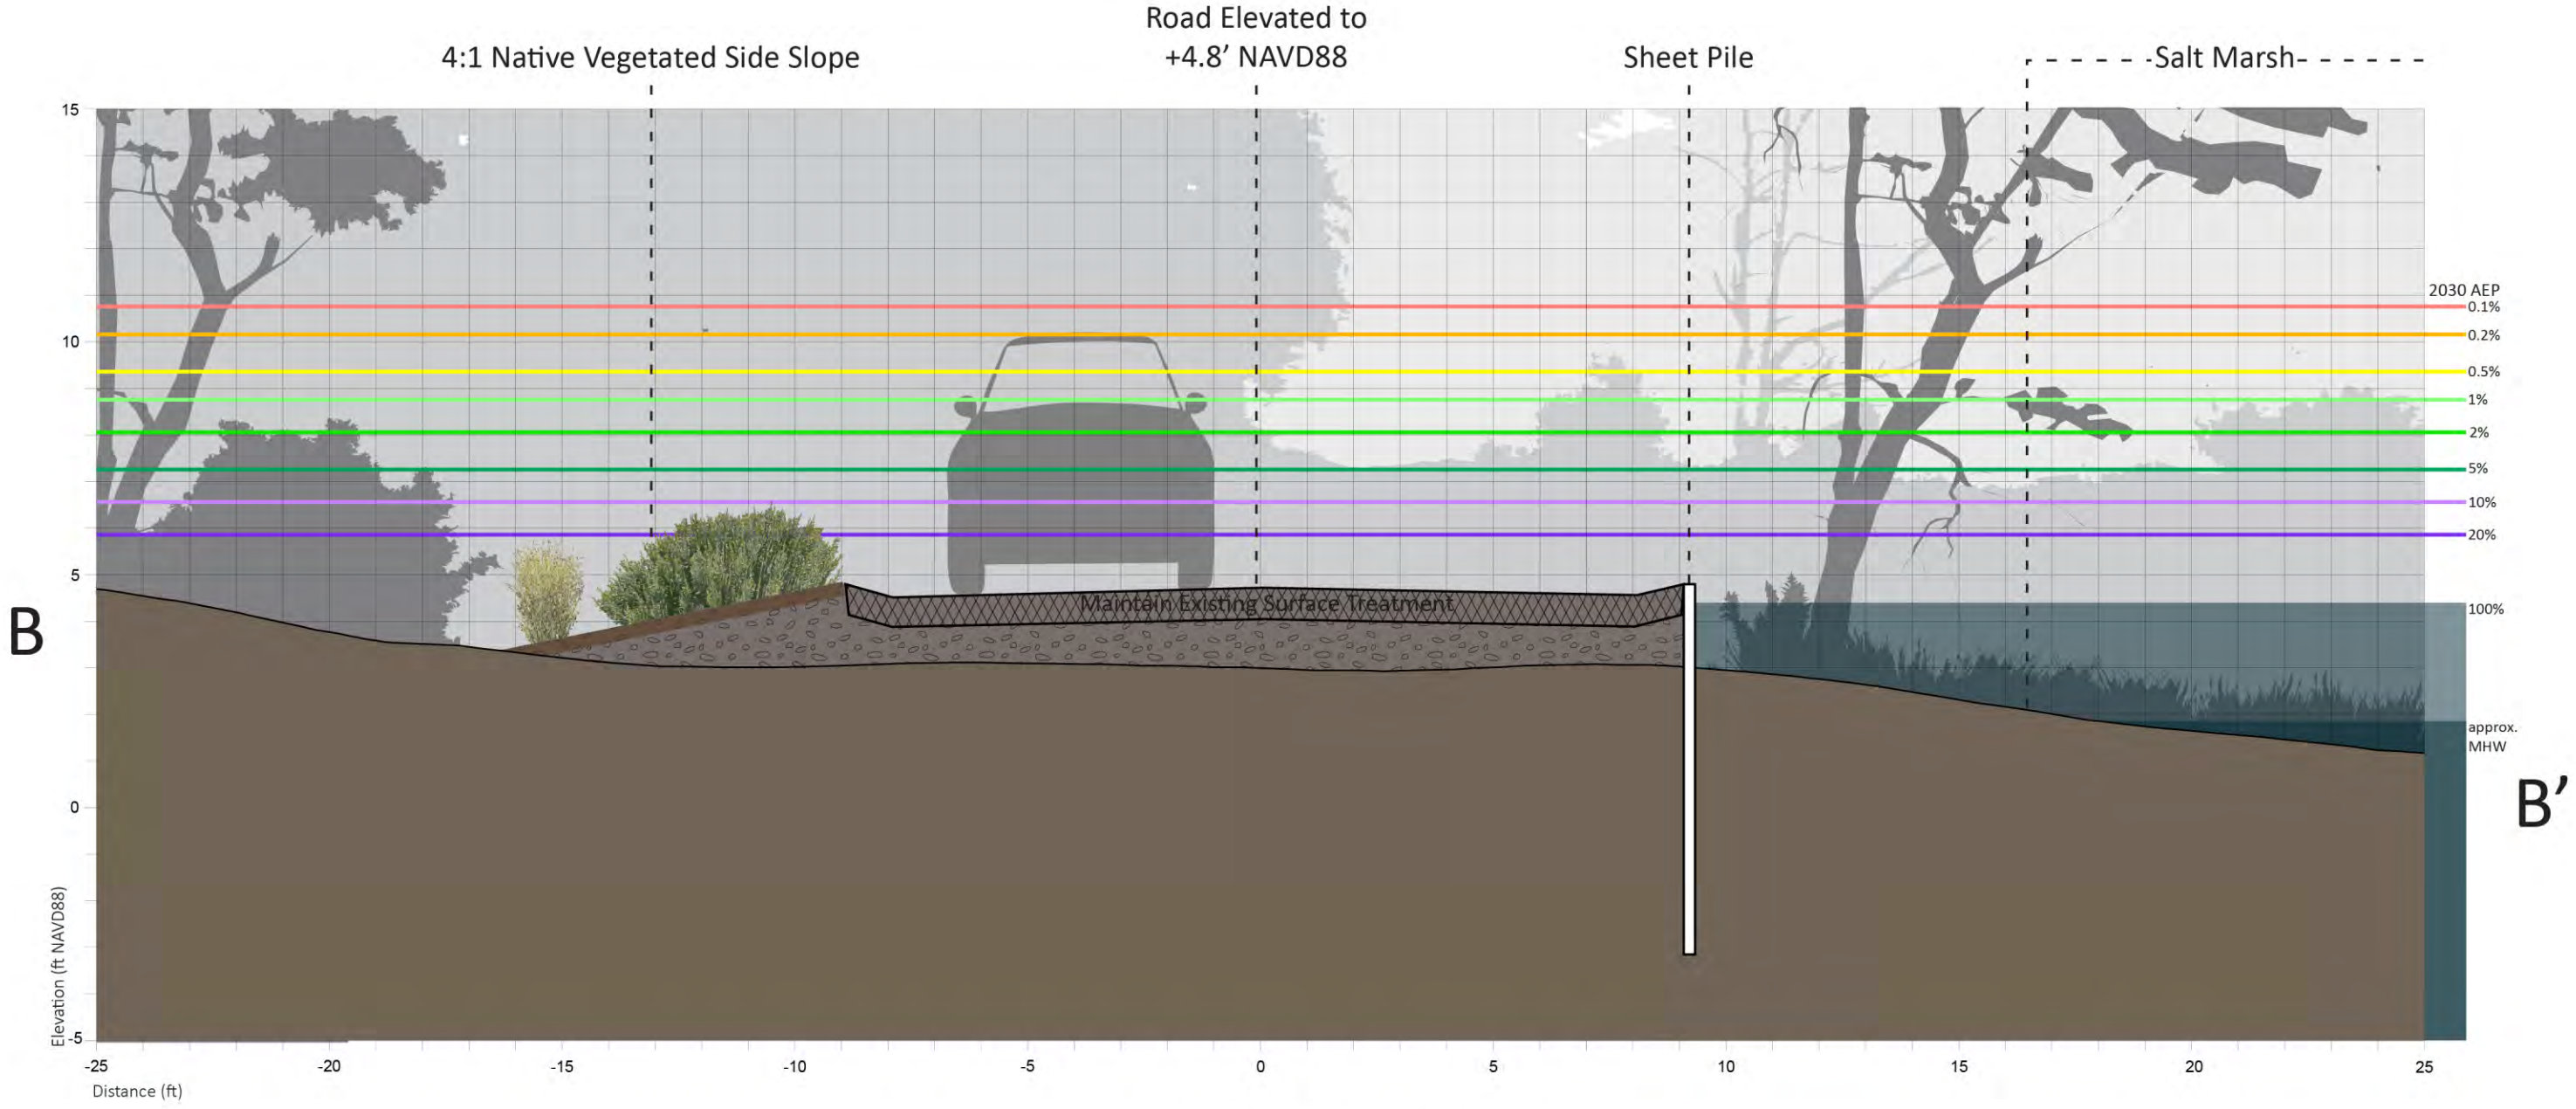 Road Elevated to
4:1 Native Vegetated Side Slope
+4.8’ NAVD88
Sheet Pile
Salt Marsh
15
10
5
0
-5
Elevation (ft NAVD88)
B
2030 AEP
0.1%
0.2%
0.5%
1%
2%
5%
10%
20%
100%
approx.
MHW
B’
Maintain Existing Surface Treatment
-25
-20
-15
-10
-5
0
5
10
15
20
25
Distance (ft)